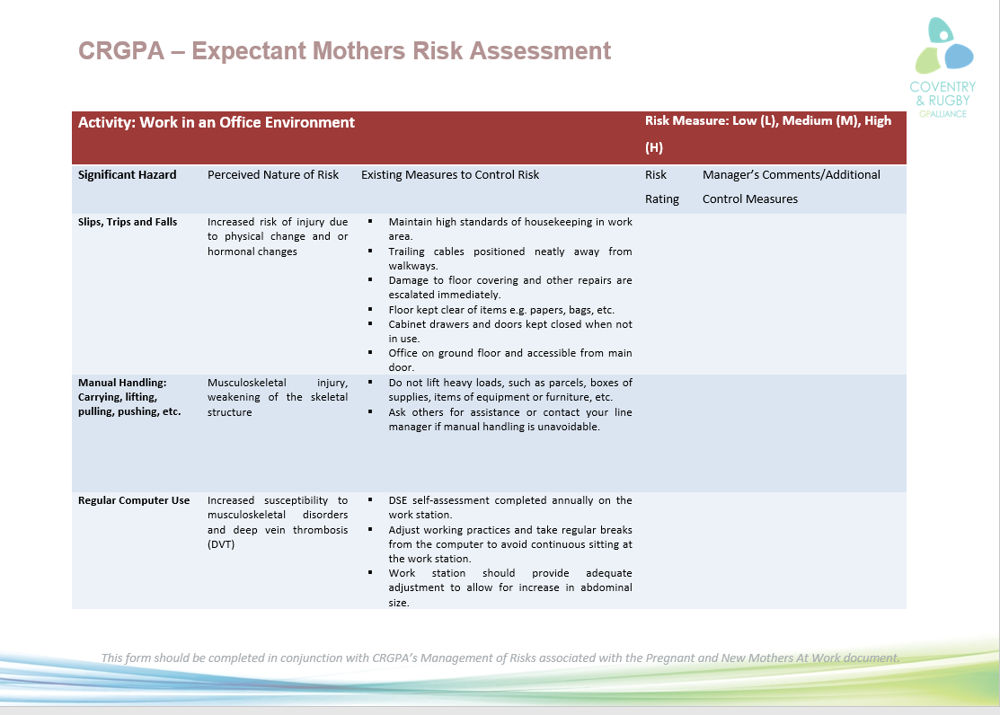 CRGPA – Expectant Mothers Risk Assessment
COVENTRY
& RUGBY
GPALLIANCE
Activity: Work in an Office Environment
Risk Measure: Low (L), Medium (M), High
(H)
Significant Hazard
Perceived Nature of Risk
Existing Measures to Control Risk
Risk
Rating
Manager’s Comments/Additional
Control Measures
Slips, Trips and Falls
Increased risk of injury due
to physical change and or
hormonal changes
▪ Maintain high standards of housekeeping in work
area.
▪ Trailing cables positioned neatly away from
walkways.
▪ Damage to floor covering and other repairs are
escalated immediately.
▪ Floor kept clear of items e.g. papers, bags, etc.
▪ Cabinet drawers and doors kept closed when not
in use.
▪ Office on ground floor and accessible from main
door.
Manual Handling:
Carrying, lifting,
pulling, pushing, etc.
Musculoskeletal injury,
weakening of the skeletal
structure
▪ Do not lift heavy loads, such as parcels, boxes of
supplies, items of equipment or furniture, etc.
▪ Ask others for assistance or contact your line
manager if manual handling is unavoidable.
Regular Computer Use
Increased susceptibility to
musculoskeletal disorders
and deep vein thrombosis
(DVT)
▪ DSE self-assessment completed annually on the
work station.
▪ Adjust working practices and take regular breaks
from the computer to avoid continuous sitting at
the work station.
▪ Work station should provide adequate
adjustment to allow for increase in abdominal
size.
This form should be completed in conjunction with CRGPA’s Management of Risks associated with the Pregnant and New Mothers At Work document.